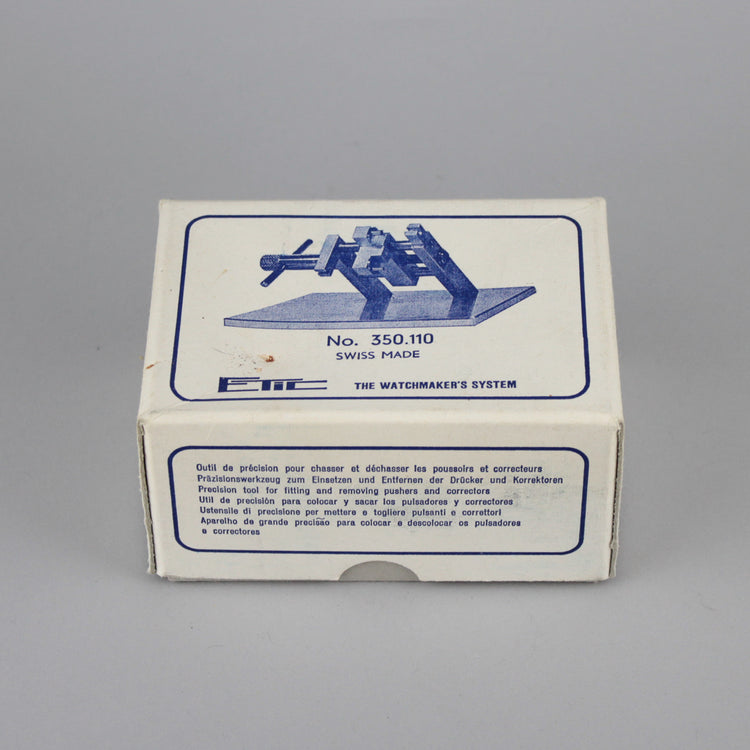 No. 350.110
SWISS MADE
ETIC THE WATCHMAKER'S SYSTEM
Outil de précision pour chasser et déchasser les poussoirs et correcteurs
Präzisionswerkzeug zum Einsetzen und Entfernen der Drücker und Korrektoren
Precision tool for fitting and removing pushers and correctors
Util de precisión para colocar y sacar los pulsadores y correctores
Ustensile di precisione per mettere e togliere pulsanti e correttori
Aparelho de grande precisão para colocar e descolocar os pulsadores
e correctores